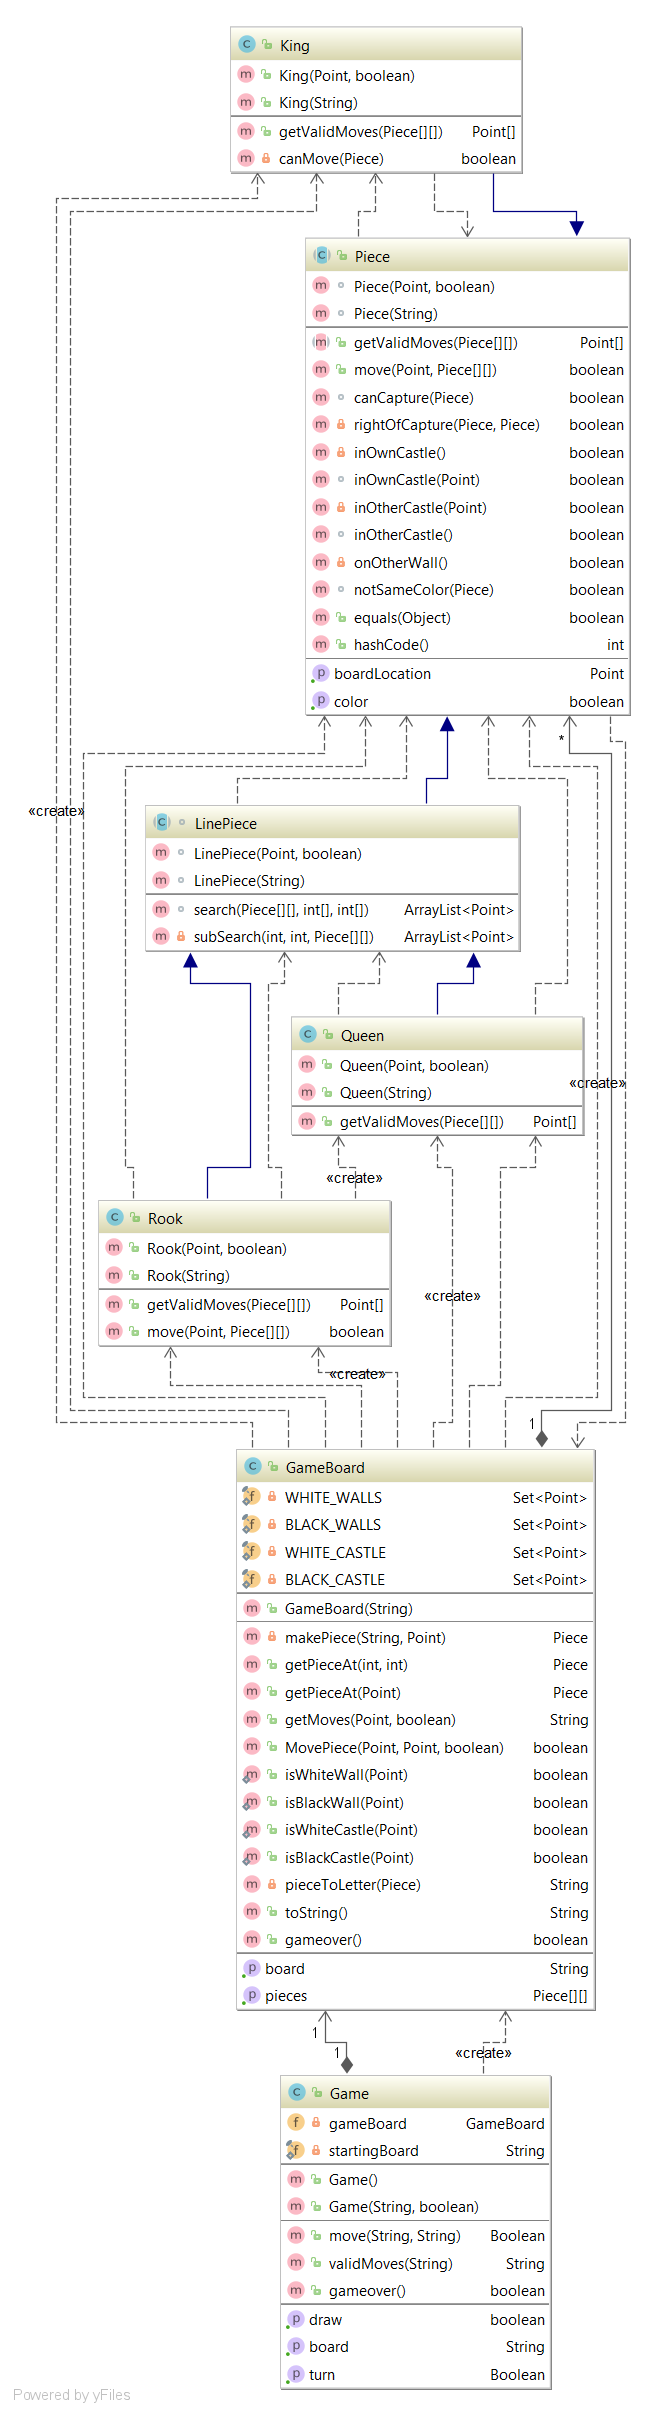 King
King(Point, boolean)
King(String)
getValidMoves(Piece[][]) Point[]
canMove(Piece) boolean
Piece
Piece(Point, boolean)
Piece(String)
getValidMoves(Piece[][]) Point[]
move(Point, Piece[][]) boolean
canCapture(Piece) boolean
rightOfCapture(Piece, Piece) boolean
inOwnCastle() boolean
inOwnCastle(Point) boolean
inOtherCastle(Point) boolean
inOtherCastle() boolean
onOtherWall() boolean
notSameColor(Piece) boolean
equals(Object) boolean
hashCode() int
boardLocation Point
color boolean
*
«create»
LinePiece
LinePiece(Point, boolean)
LinePiece(String)
search(Piece[][], int[], int[]) ArrayList<Point>
subSearch(int, int, Piece[][]) ArrayList<Point>
Queen
Queen(Point, boolean)
«create»
Queen(String)
getValidMoves(Piece[][]) Point[]
«create»
Rook
Rook(Point, boolean)
Rook(String)
«create»
getValidMoves(Piece[][]) Point[]
move(Point, Piece[][]) boolean
«create»
1
GameBoard
WHITE_WALLS Set<Point>
BLACK_WALLS Set<Point>
WHITE_CASTLE Set<Point>
BLACK_CASTLE Set<Point>
GameBoard(String)
makePiece(String, Point) Piece
getPieceAt(int, int) Piece
getPieceAt(Point) Piece
getMoves(Point, boolean) String
MovePiece(Point, Point, boolean) boolean
isWhiteWall(Point) boolean
isBlackWall(Point) boolean
isWhiteCastle(Point) boolean
isBlackCastle(Point) boolean
pieceToLetter(Piece) String
toString() String
gameover() boolean
board String
pieces Piece[][]
1
1 «create»
Game
gameBoard GameBoard
startingBoard String
Game()
Game(String, boolean)
move(String, String) Boolean
validMoves(String) String
gameover() boolean
draw boolean
board String
turn Boolean
Powered by yFiles